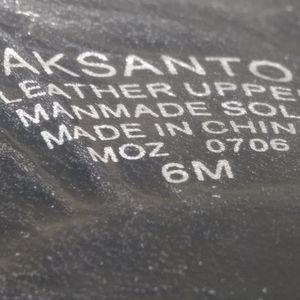 AKSANTO
LEATHER UPPE
MANMADE SOL
MADE IN CHIN
MOZ 0706
6M